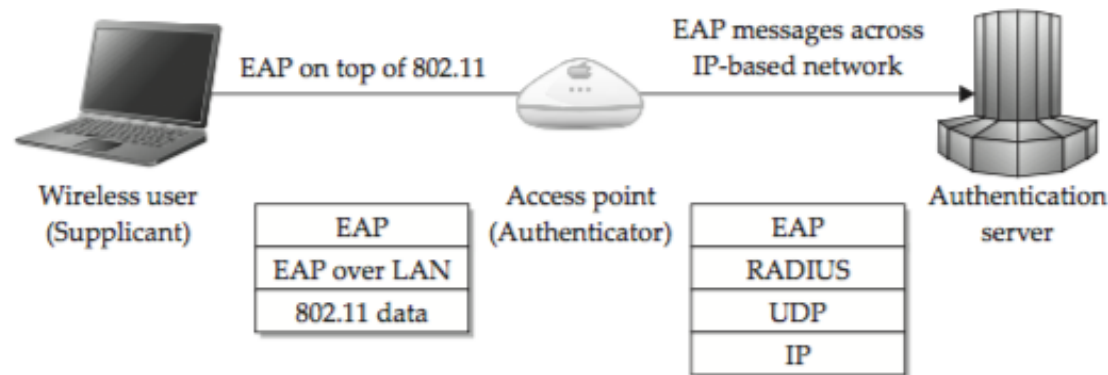 EAP on top of 802.11
EAP messages across
IP-based network
Wireless user
(Supplicant)
Access point
(Authenticator)
Authentication
server
EAP
EAP over LAN
802.11 data
EAP
RADIUS
UDP
IP